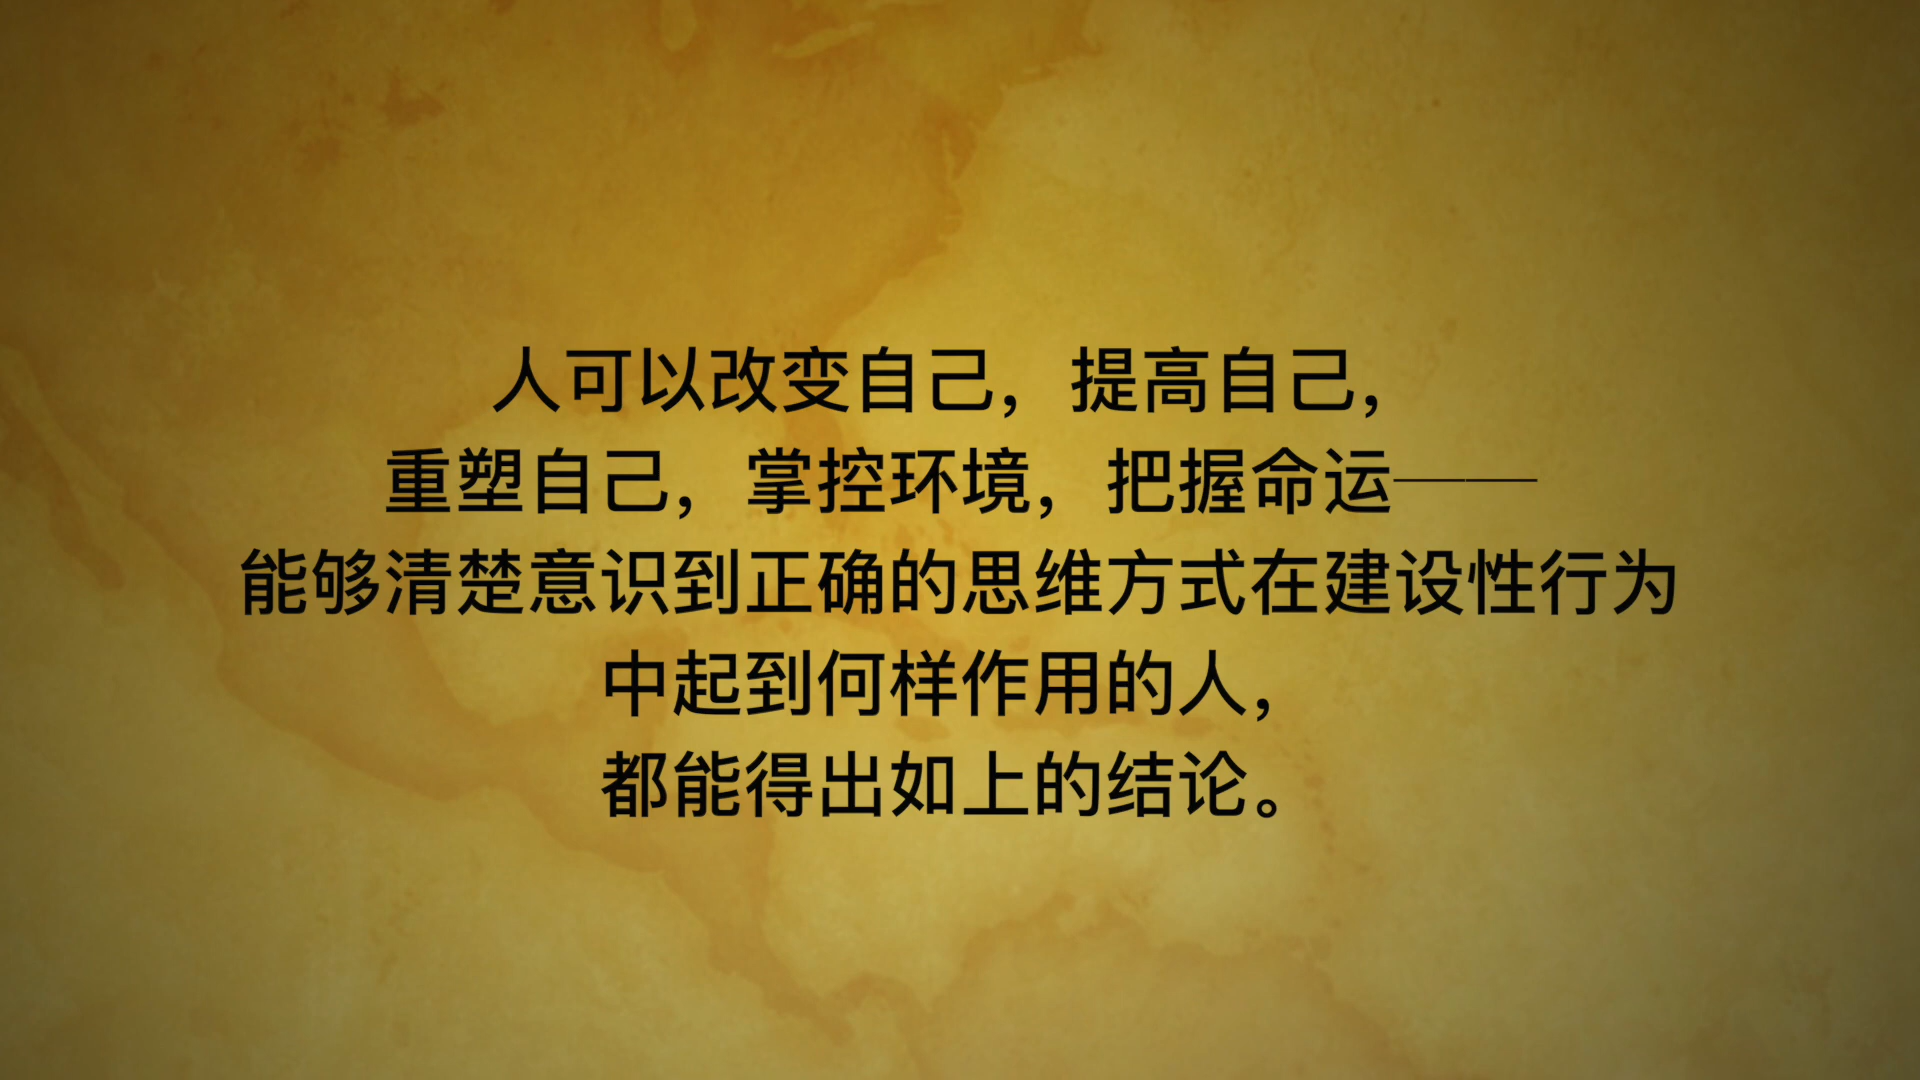 人可以改变自己，提高自己，
重塑自己，掌控环境，把握命运——
能够清楚意识到正确的思维方式在建设性行为
中起到何样作用的人，
都能得出如上的结论。